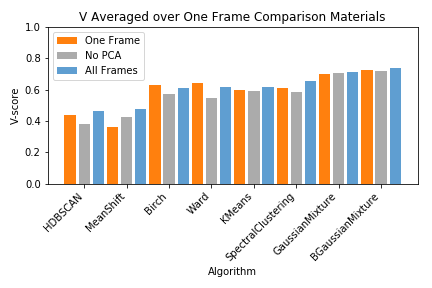 V Averaged over One Frame Comparison Materials
1.0
0.8
0.6
0.4
0.2
0.0
V-score
One Frame
No PCA
All Frames
HDBSCAN
MeanShift
Birch
Ward
KMeans
SpectralClustering
GaussianMixture
BGaussianMixture
Algorithm